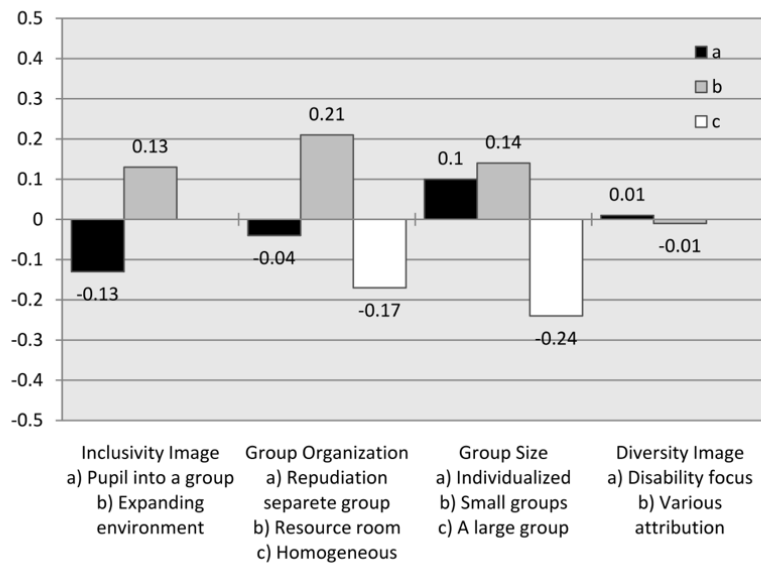 0.5
0.4
0.3
0.2
0.1
0
-0.1
-0.2
-0.3
-0.4
-0.5
a
b
c
-0.13
0.13
-0.04
0.21
-0.17
0.1
0.14
-0.24
0.01
-0.01
Inclusivity Image
a) Pupil into a group
b) Expanding
environment
Group Organization
a) Repudiation
separete group
b) Resource room
c) Homogeneous
Group Size
a) Individualized
b) Small groups
c) A large group
Diversity Image
a) Disability focus
b) Various
attribution